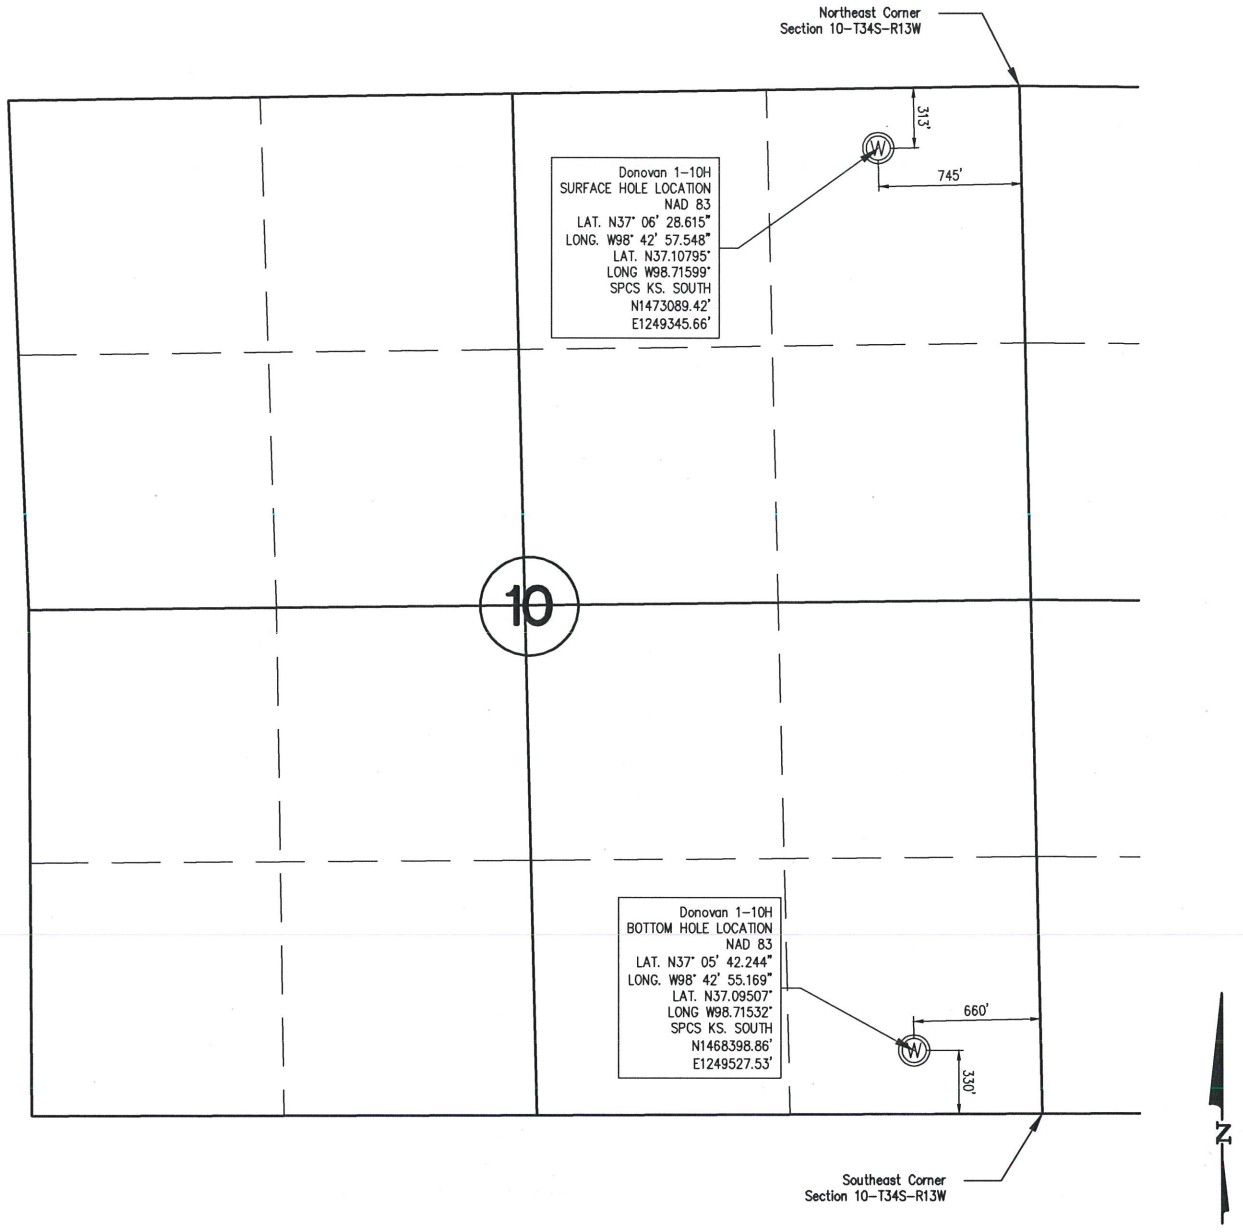 Northeast Corner
Section 10-T34S-R13W
313'
W
745'
Donovan 1-10H
SURFACE HOLE LOCATION
NAD 83
LAT. N37° 06' 28.615"
LONG. W98° 42' 57.548"
LAT. N37.10795°
LONG W98.71599°
SPCS KS. SOUTH
N1473089.42'
E1249345.66'
10
Donovan 1-10H
BOTTOM HOLE LOCATION
NAD 83
LAT. N37° 05' 42.244"
LONG. W98° 42' 55.169"
LAT. N37.09507°
LONG W98.71532°
SPCS KS. SOUTH
N1468398.86'
E1249527.53'
660'
W
330'
N
Southeast Corner
Section 10-T34S-R13W